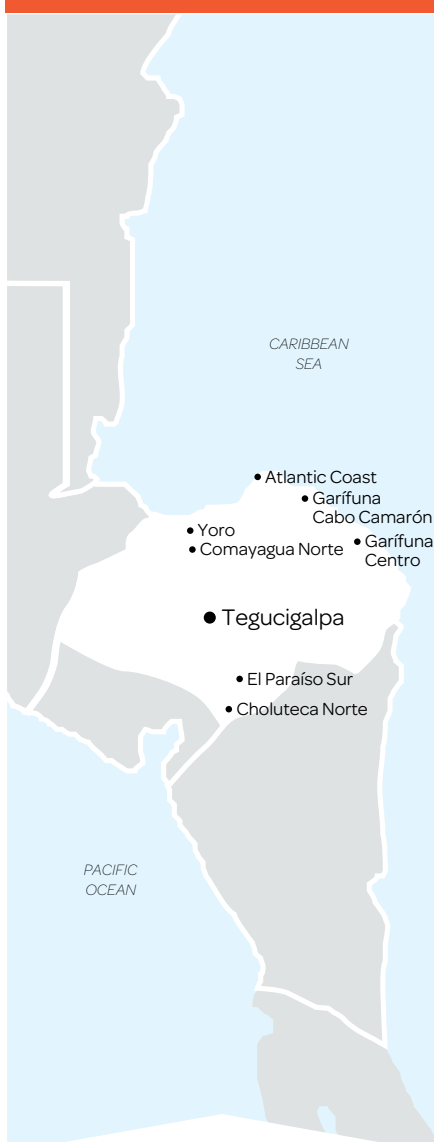 CARIBBEAN
SEA
Atlantic Coast
Garífuna
Cabo Camarón
Yoro
Garífuna
Centro
Comayagua Norte
Tegucigalpa
El Paraíso Sur
Choluteca Norte
PACIFIC
OCEAN